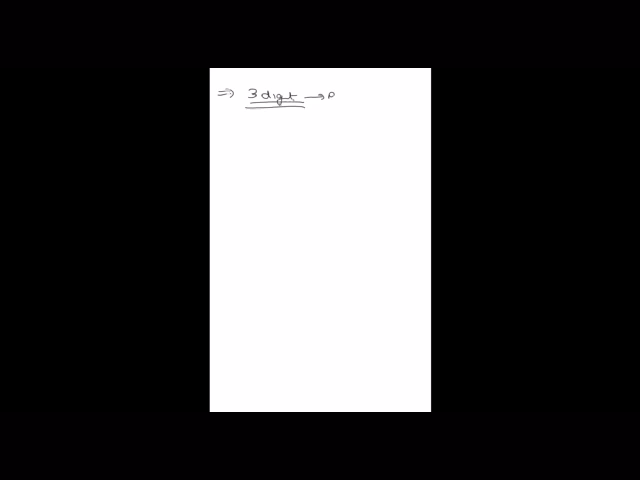 ⇒ 3 digit → P